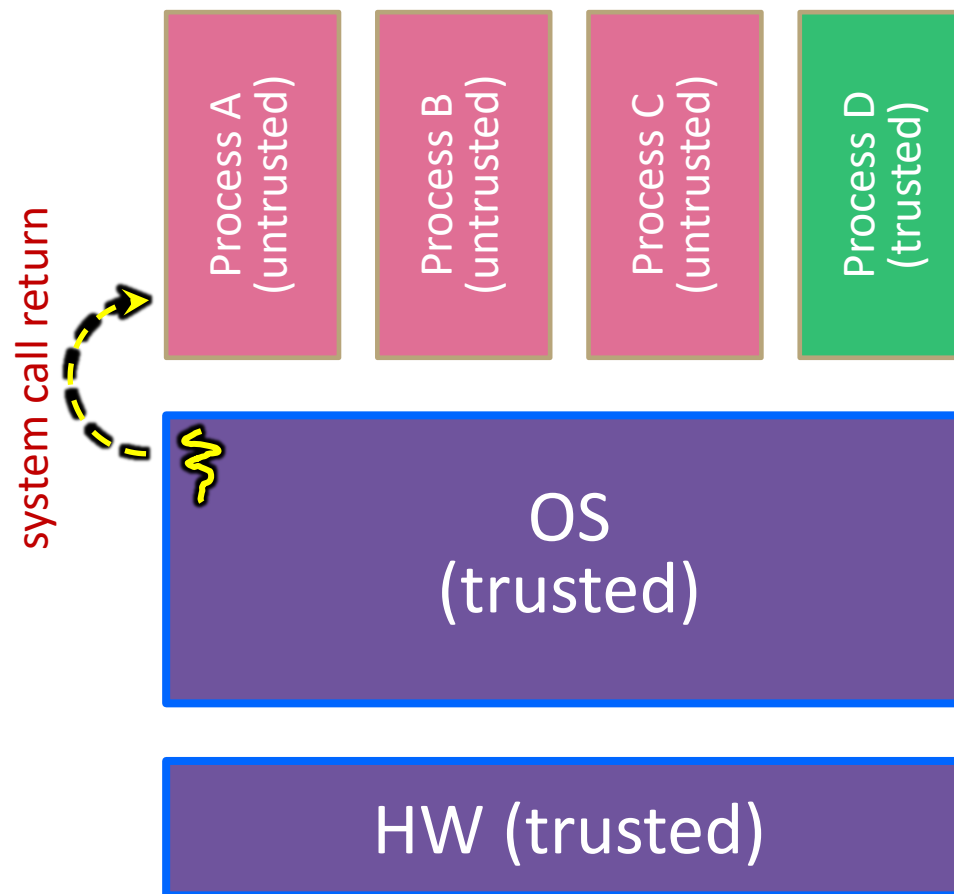 Process A
(untrusted)
Process B
(untrusted)
Process C
(untrusted)
Process D
(trusted)
system call return
OS
(trusted)
HW (trusted)